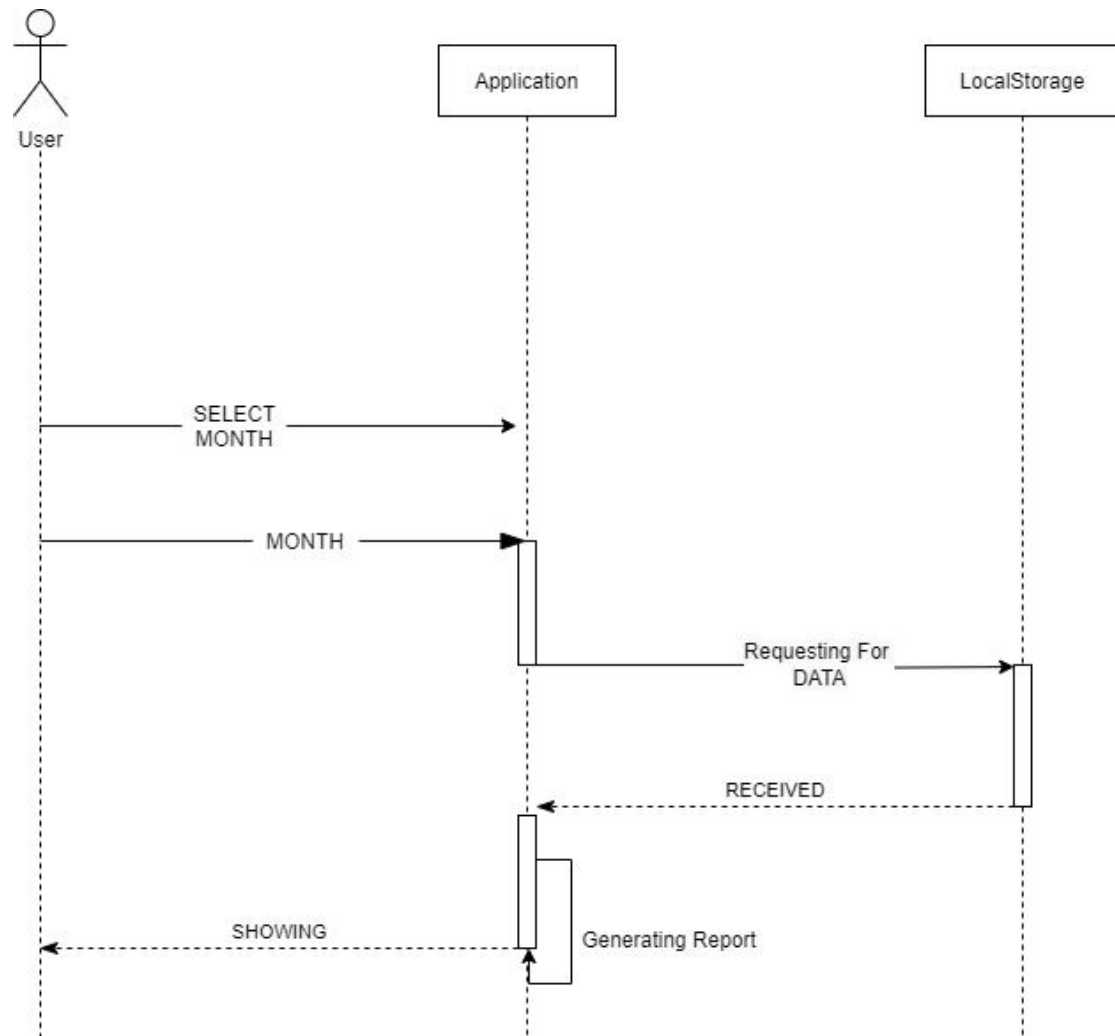 Application
LocalStorage
User
SELECT
MONTH
MONTH
Requesting For
DATA
RECEIVED
SHOWING
Generating Report